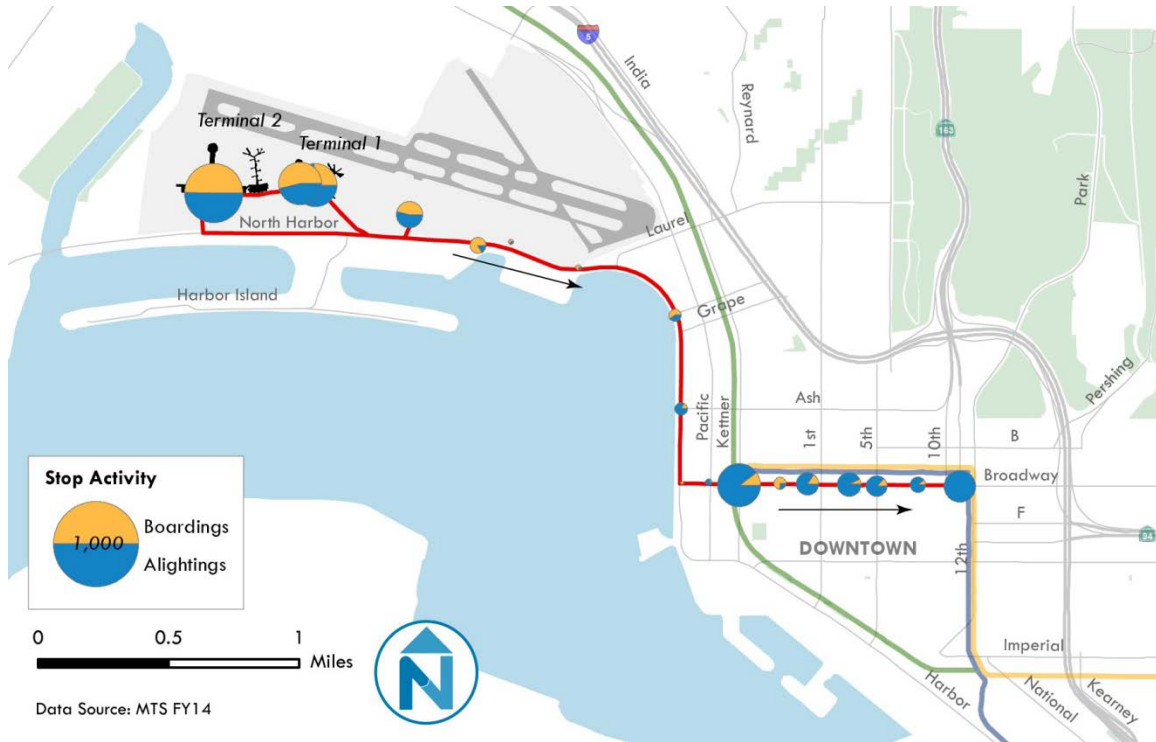 5
India
Reynard
163
Park
Terminal 2
Terminal 1
North Harbor
Laurel
Harbor Island
Grape
Pershing
Ash
Pacific
Kettner
1st
5th
10th
B
Broadway
F
94
DOWNTOWN
12th
Stop Activity
1,000
Boardings
Alightings
0 0.5 1
Miles
N
Imperial
Harbor
National
Kearney
Data Source: MTS FY14